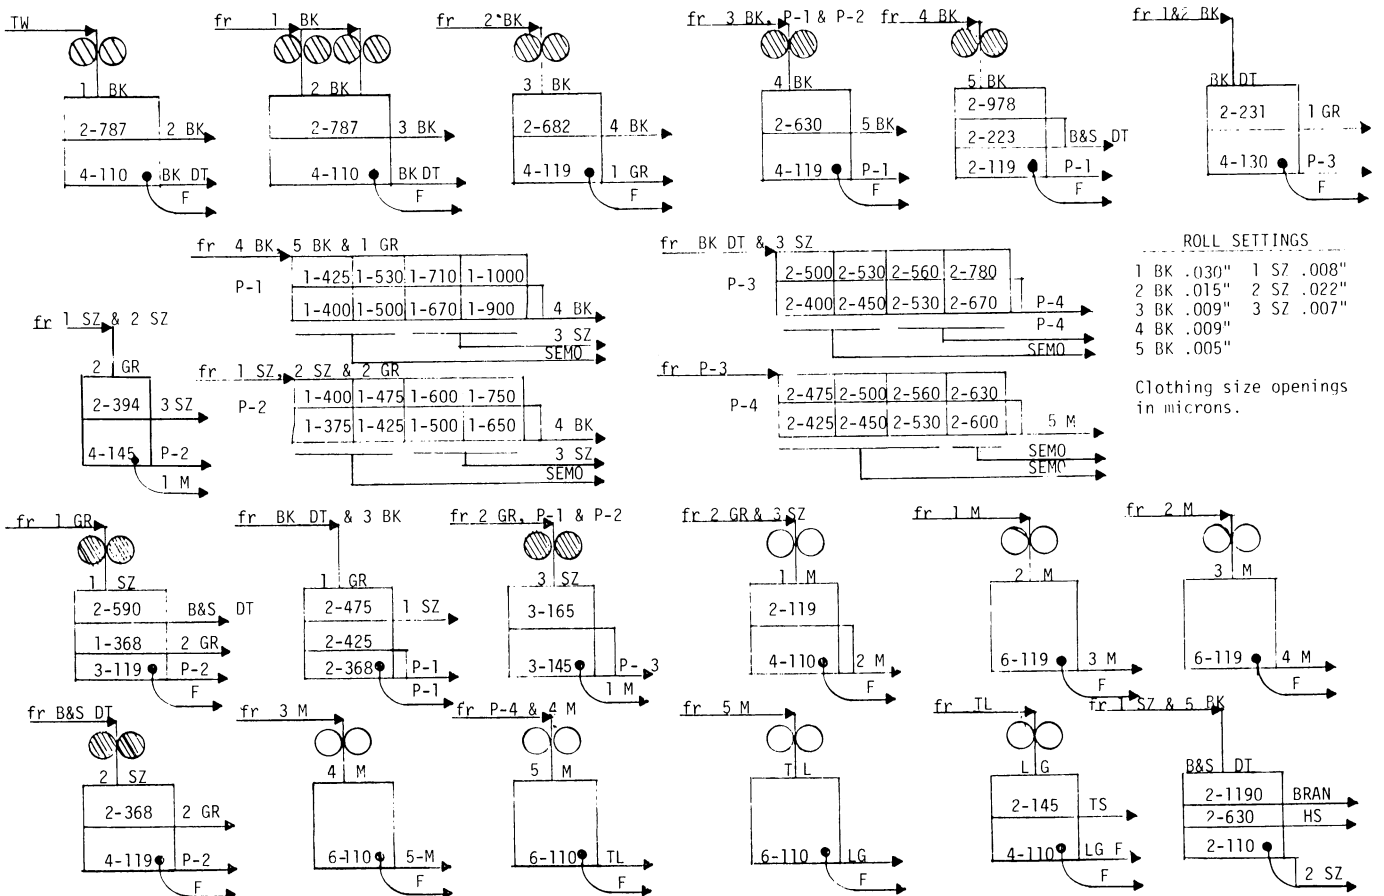 TW
1 BK
2-787
2 BK
4-110
BK DT
F
fr 1 BK
2 BK
2-787
3 BK
4-110
BK DT
F
fr 2 BK
3 BK
2-682
4 BK
4-119
1 GR
F
fr 3 BK, P-1 & P-2
4 BK
2-630
5 BK
4-119
P-1
F
fr 4 BK
5 BK
2-978
2-223
B&S DT
2-119
P-1
F
fr 1&2 BK
BK DT
2-231
1 GR
4-130
P-3
F
fr 1 SZ & 2 SZ
2 GR
2-394
3 SZ
4-145
P-2
1 M
fr 4 BK, 5 BK & 1 GR
P-1
1-425 1-530 1-710 1-1000
1-400 1-500 1-670 1-900
4 BK
3 SZ
SEMO
fr 1 SZ, 2 SZ & 2 GR
P-2
1-400 1-475 1-600 1-750
1-375 1-425 1-500 1-650
4 BK
3 SZ
SEMO
fr BK DT & 3 SZ
P-3
2-500 2-530 2-560 2-780
2-400 2-450 2-530 2-670
P-4
P-4
SEMO
fr P-3
P-4
2-475 2-500 2-560 2-630
2-425 2-450 2-530 2-600
5 M
SEMO
SEMO
ROLL SETTINGS
1 BK .030" 1 SZ .008"
2 BK .015" 2 SZ .022"
3 BK .009" 3 SZ .007"
4 BK .009"
5 BK .005"
Clothing size openings
in microns.
fr 1 GR
1 SZ
2-590
B&S DT
1-368
2 GR
3-119
P-2
F
fr BK DT & 3 BK
1 GR
2-475
1 SZ
2-425
2-368
P-1
P-1
fr 2 GR, P-1 & P-2
3 SZ
3-165
3-145
P-3
1 M
fr 2 GR & 3 SZ
1 M
2-119
4-110
2 M
F
fr 1 M
2 M
6-119
3 M
F
fr 2 M
3 M
6-119
4 M
F
fr B&S DT
2 SZ
2-368
2 GR
4-119
P-2
F
fr 3 M
4 M
6-110
5-M
F
fr P-4 & 4 M
5 M
6-110
TL
F
fr 5 M
TL
6-110
LG
F
fr TL
LG
2-145
TS
4-110
LG F
F
fr 1 SZ & 5 BK
B&S DT
2-1190
BRAN
2-630
HS
2-110
2 SZ